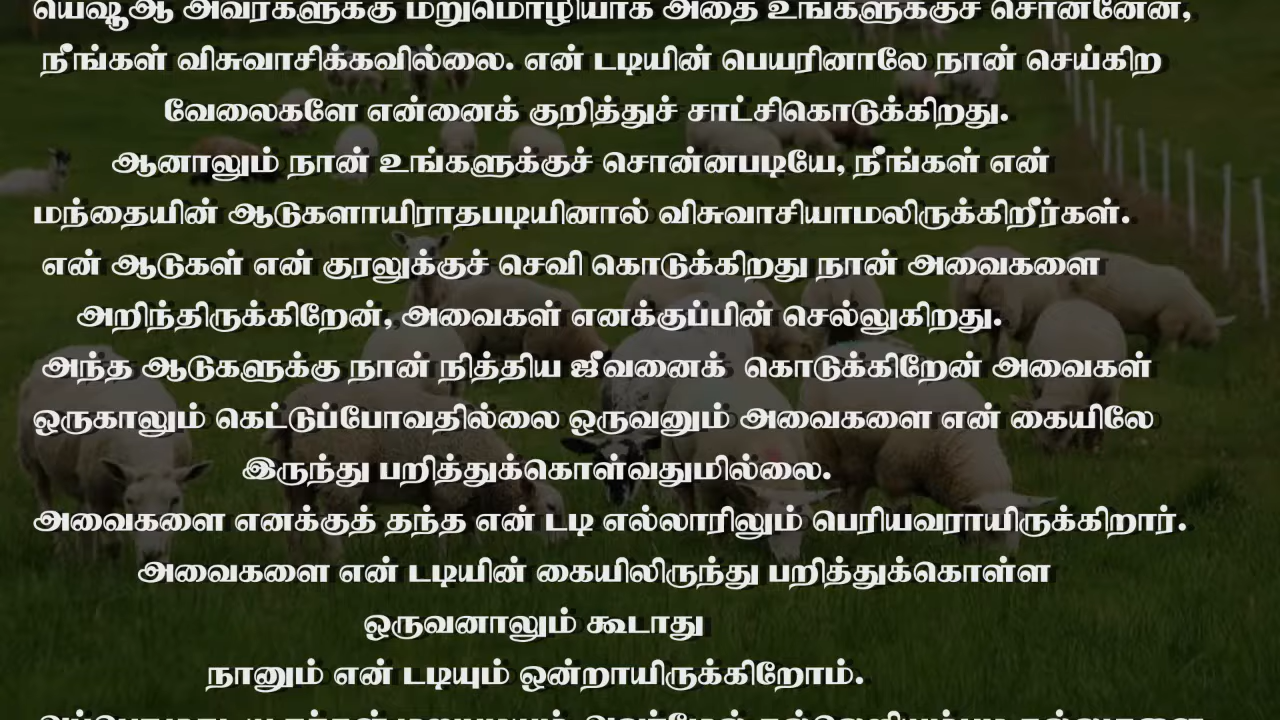 யெஷூஆ அவர்களுக்கு மறுமொழியாக அதை உங்களுக்குச் சொன்னேன்,
நீங்கள் விசுவாசிக்கவில்லை. என் டடியின் பெயரினாலே நான் செய்கிற
வேலைகளே என்னைக் குறித்துச் சாட்சிகொடுக்கிறது.
ஆனாலும் நான் உங்களுக்குச் சொன்னபடியே, நீங்கள் என்
மந்தையின் ஆடுகளாயிராதபடியினால் விசுவாசியாமலிருக்கிறீர்கள்.
என் ஆடுகள் என் குரலுக்குச் செவி கொடுக்கிறது நான் அவைகளை
அறிந்திருக்கிறேன், அவைகள் எனக்குப்பின் செல்லுகிறது.
அந்த ஆடுகளுக்கு நான் நித்திய ஜீவனைக் கொடுக்கிறேன் அவைகள்
ஒருகாலும் கெட்டுப்போவதில்லை ஒருவனும் அவைகளை என் கையிலே
இருந்து பறித்துக்கொள்வதுமில்லை.
அவைகளை எனக்குத் தந்த என் டடி எல்லாரிலும் பெரியவராயிருக்கிறார்.
அவைகளை என் டடியின் கையிலிருந்து பறித்துக்கொள்ள
ஒருவனாலும் கூடாது
நானும் என் டடியும் ஒன்றாயிருக்கிறோம்.